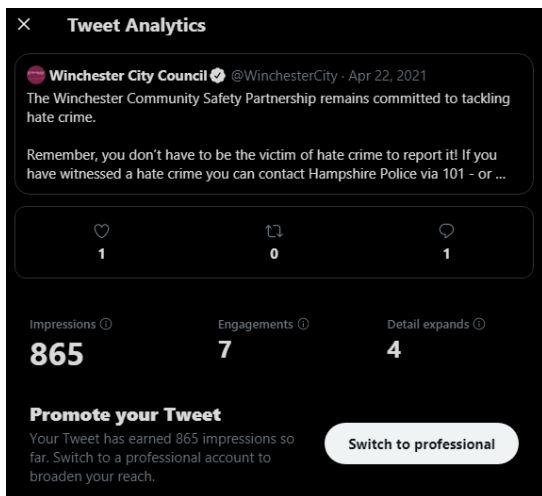 Tweet Analytics
Winchester City Council @WinchesterCity · Apr 22, 2021
The Winchester Community Safety Partnership remains committed to tackling
hate crime.
Remember, you don't have to be the victim of hate crime to report it! If you
have witnessed a hate crime you can contact Hampshire Police via 101 - or ...
1 0 1
Impressions Engagements Detail expands
865 7 4
Promote your Tweet
Your Tweet has earned 865 impressions so
far. Switch to a professional account to
broaden your reach.
Switch to professional